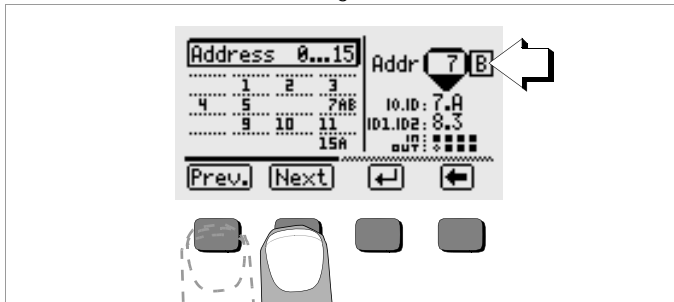 Address 0...15
1 2 3
4 5 7AB
9 10 11
15A
Addr 7 B
IO.ID: 7.A
ID1.ID2: 8.3
IN:
OUT:
Prev. Next